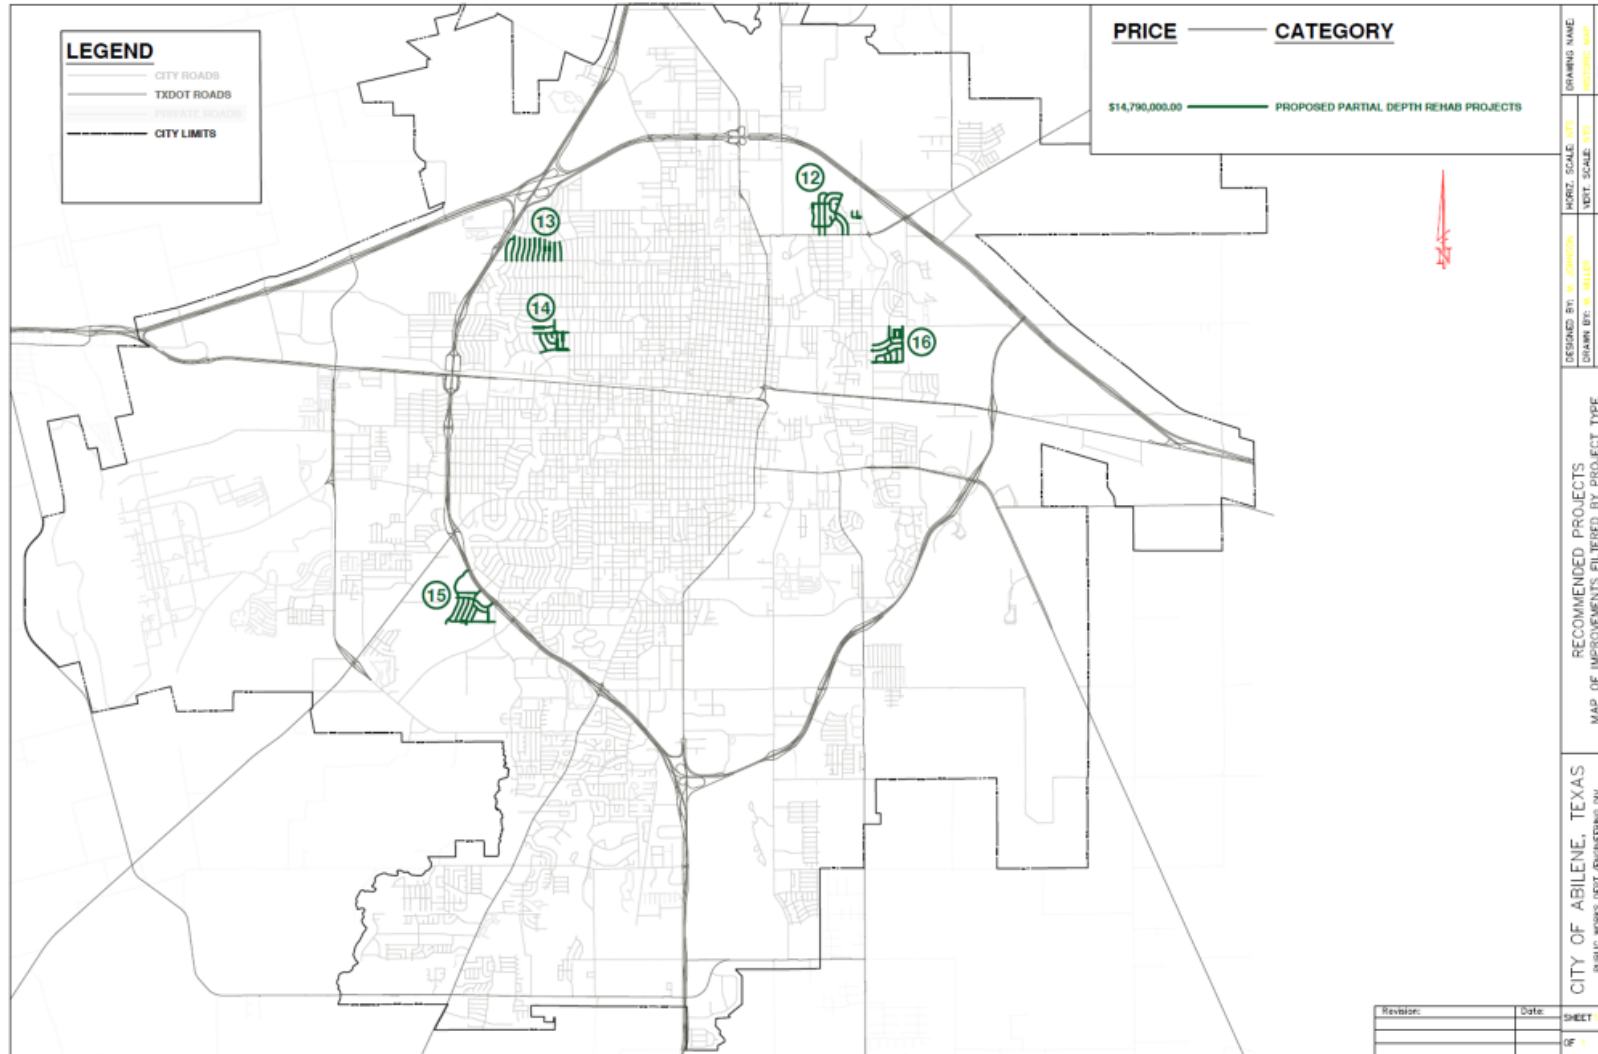 LEGEND
CITY ROADS
TXDOT ROADS
PRIVATE ROADS
CITY LIMITS
PRICE CATEGORY
$14,790,000.00 PROPOSED PARTIAL DEPTH REHAB PROJECTS
12
13
14
16
15
DRAWING NAME:
HORIZ. SCALE:
VERT. SCALE:
DESIGNED BY:
DRAWN BY:
RECOMMENDED PROJECTS
MAP OF IMPROVEMENTS FILTERED BY PROJECT TYPE
CITY OF ABILENE, TEXAS
Revision: Date:
SHEET
OF